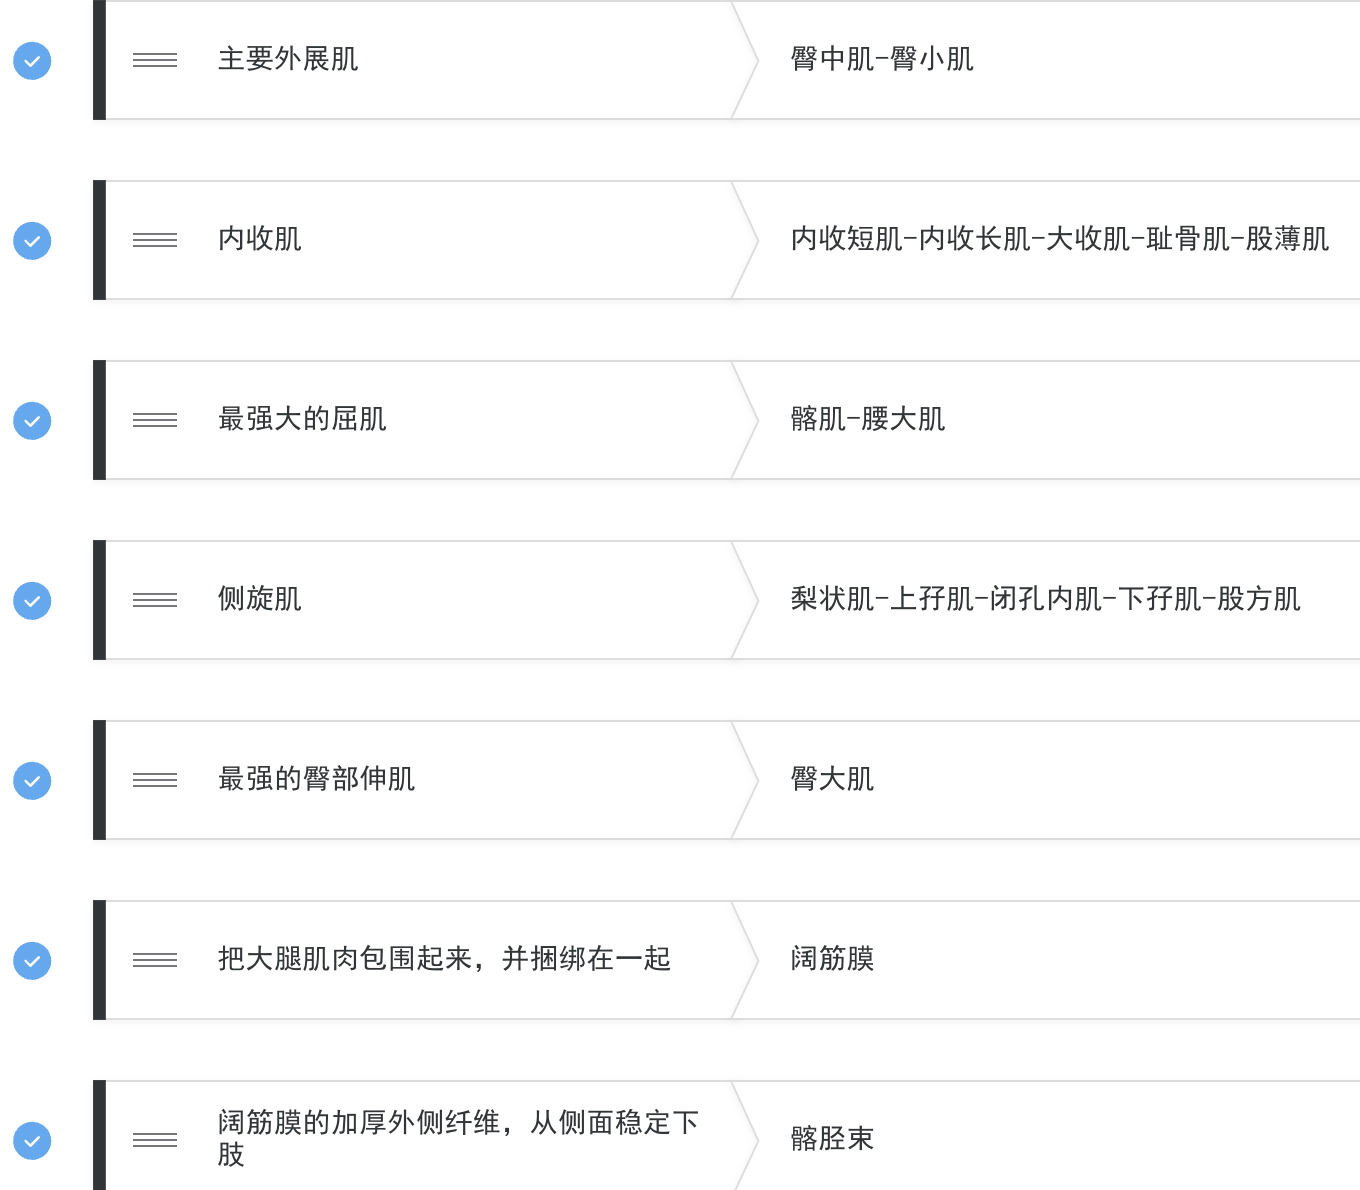 主要外展肌
臀中肌-臀小肌
内收肌
内收短肌-内收长肌-大收肌-耻骨肌-股薄肌
最强大的屈肌
髂肌-腰大肌
侧旋肌
梨状肌-上孖肌-闭孔内肌-下孖肌-股方肌
最强的臀部伸肌
臀大肌
把大腿肌肉包围起来，并捆绑在一起
阔筋膜
阔筋膜的加厚外侧纤维，从侧面稳定下
肢
髂胫束